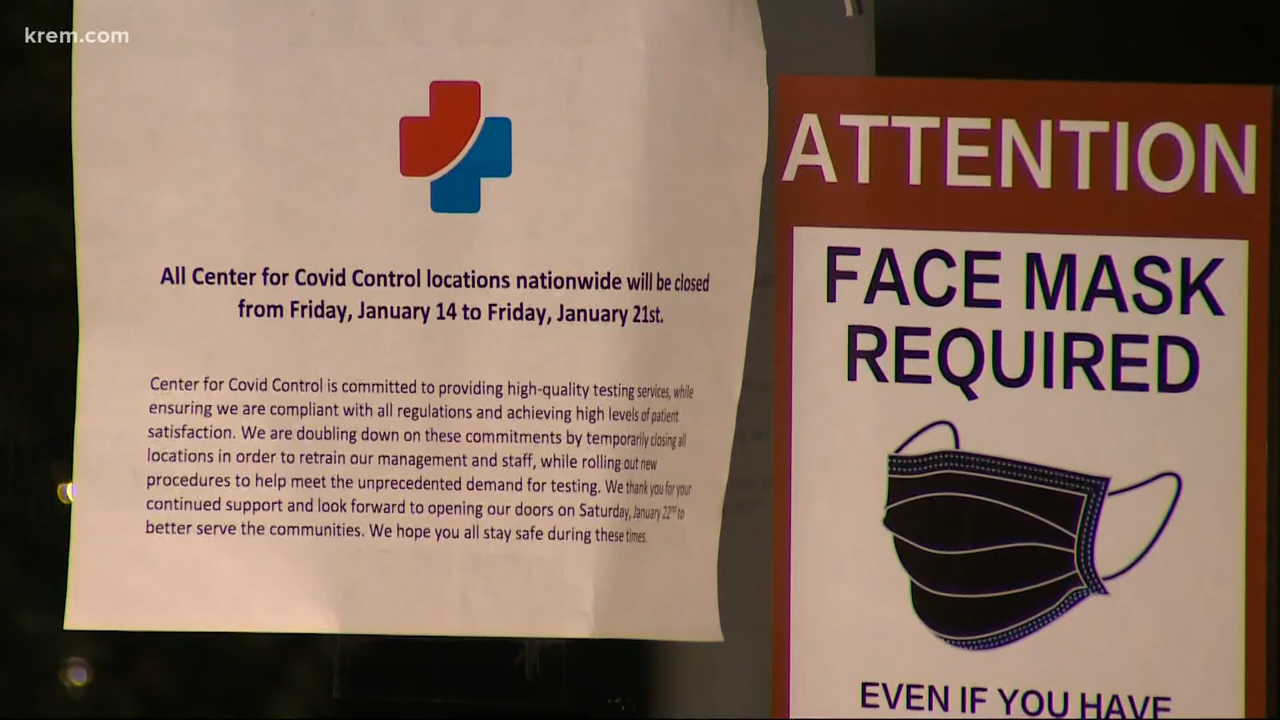 krem.com
All Center for Covid Control locations nationwide will be closed
from Friday, January 14 to Friday, January 21st.
Center for Covid Control is committed to providing high-quality testing services, while
ensuring we are compliant with all regulations and achieving high levels of patient
satisfaction. We are doubling down on these commitments by temporarily closing all
locations in order to retrain our management and staff, while rolling out new
procedures to help meet the unprecedented demand for testing. We thank you for your
continued support and look forward to opening our doors on Saturday, January 22nd to
better serve the communities. We hope you all stay safe during these times.
ATTENTION
FACE MASK
REQUIRED
EVEN IF YOU HAVE